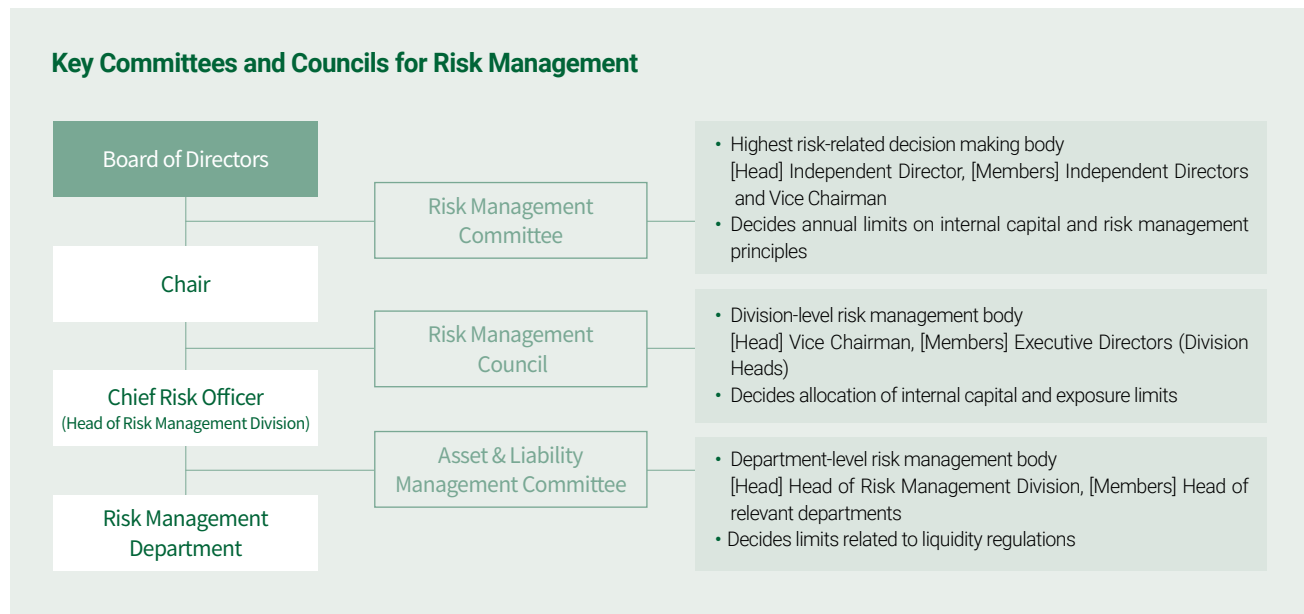 Key Committees and Councils for Risk Management
Board of Directors
Chair
Chief Risk Officer
(Head of Risk Management Division)
Risk Management
Department
Risk Management
Committee
Risk Management
Council
Asset & Liability
Management Committee
• Highest risk-related decision making body
[Head] Independent Director, [Members] Independent Directors
and Vice Chairman
• Decides annual limits on internal capital and risk management
principles
• Division-level risk management body
[Head] Vice Chairman, [Members] Executive Directors (Division
Heads)
• Decides allocation of internal capital and exposure limits
• Department-level risk management body
[Head] Head of Risk Management Division, [Members] Head of
relevant departments
• Decides limits related to liquidity regulations